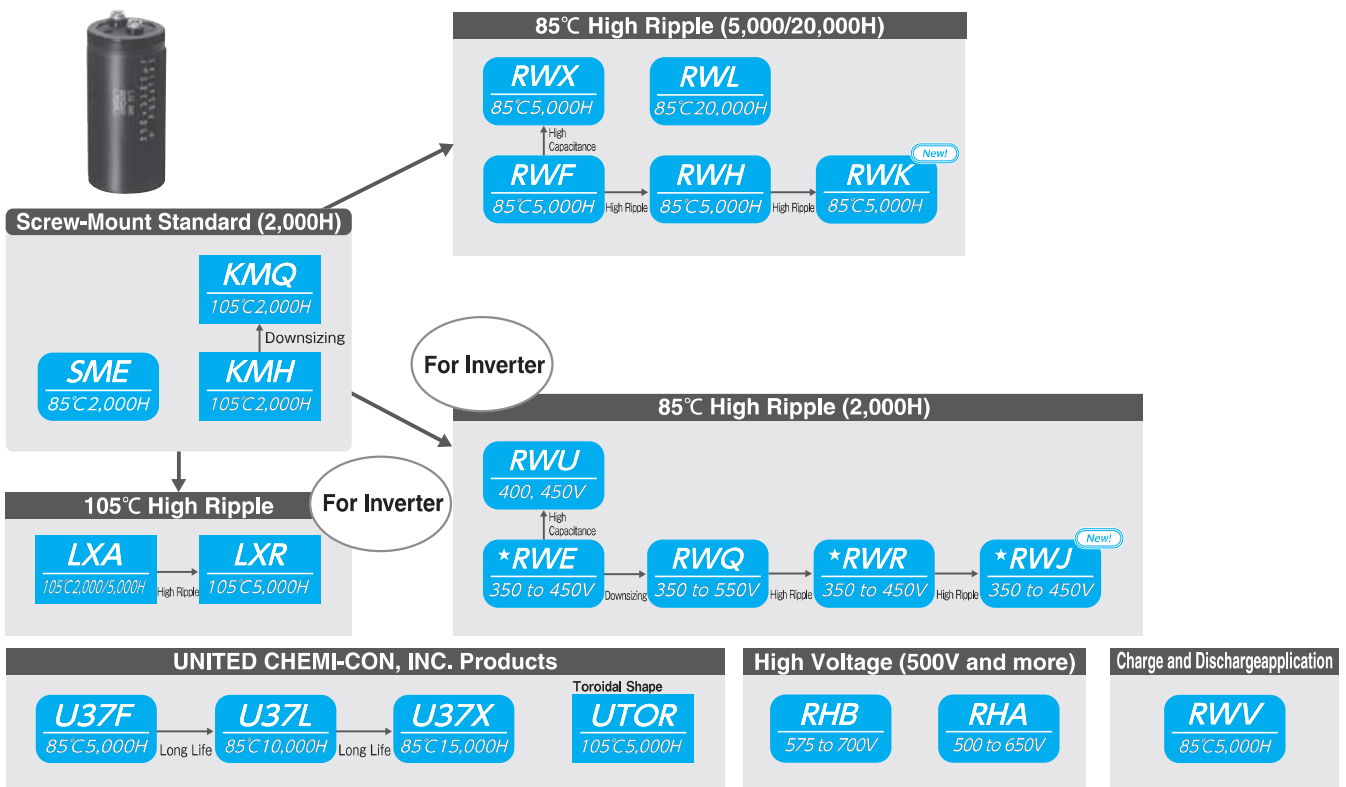 85℃ High Ripple (5,000/20,000H)
RWX
85℃5,000H
RWL
85℃20,000H
High
Capacitance
New!
RWF
85℃5,000H
High Ripple
RWH
85℃5,000H
High Ripple
RWK
85℃5,000H
Screw-Mount Standard (2,000H)
KMQ
105℃2,000H
Downsizing
SME
85℃2,000H
KMH
105℃2,000H
For Inverter
85℃ High Ripple (2,000H)
RWU
400, 450V
High
Capacitance
New!
★RWE
350 to 450V
Downsizing
RWQ
350 to 550V
High Ripple
★RWR
350 to 450V
High Ripple
★RWJ
350 to 450V
105℃ High Ripple
For Inverter
LXA
105℃2,000/5,000H
High Ripple
LXR
105℃5,000H
UNITED CHEMI-CON, INC. Products
U37F
85℃5,000H
Long Life
U37L
85℃10,000H
Long Life
U37X
85℃15,000H
Toroidal Shape
UTOR
105℃5,000H
High Voltage (500V and more)
RHB
575 to 700V
RHA
500 to 650V
Charge and Dischargeapplication
RWV
85℃5,000H